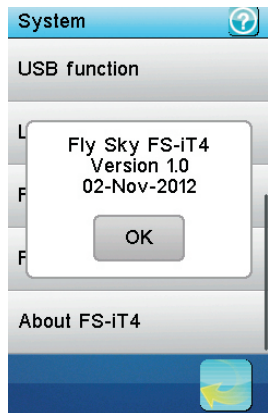 System
USB function
L
Fly Sky FS-iT4
Version 1.0
02-Nov-2012
F
OK
F
About FS-iT4